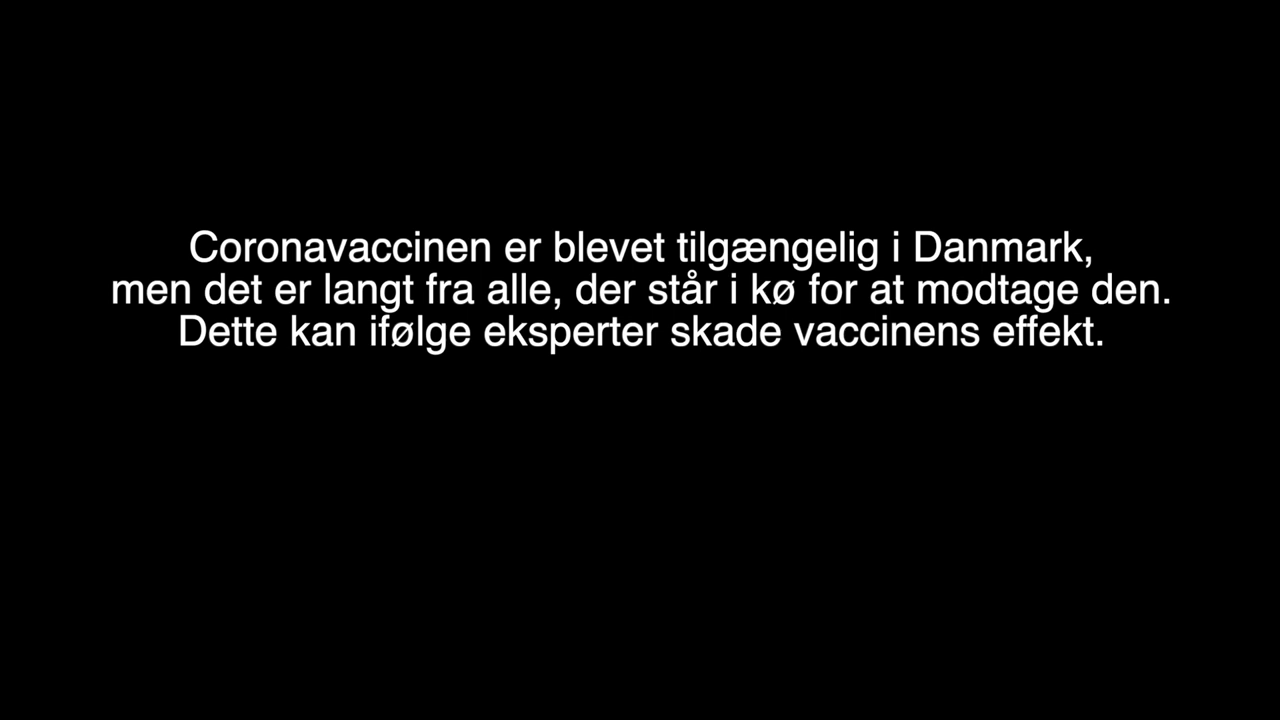 Coronavaccinen er blevet tilgængelig i Danmark,
men det er langt fra alle, der står i kø for at modtage den.
Dette kan ifølge eksperter skade vaccinens effekt.